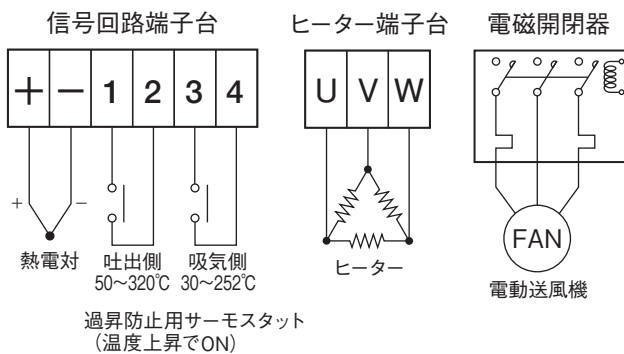 信号回路端子台
ヒーター端子台
電磁開閉器
+ − 1 2 3 4
U V W
+ −
熱電対
吐出側
50～320℃
吸気側
30～252℃
ヒーター
FAN
電動送風機
過昇防止用サーモスタット
（温度上昇でON）